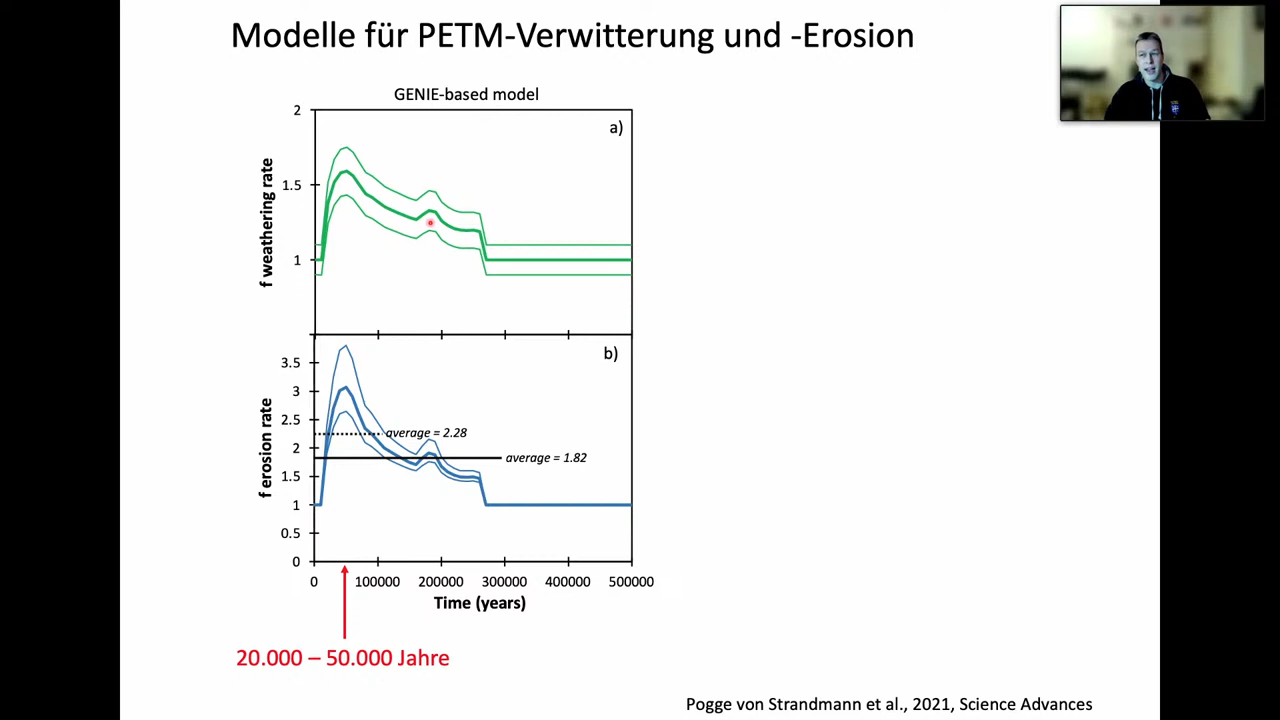 Modelle für PETM-Verwitterung und -Erosion
GENIE-based model
a)
2
1.5
1
f weathering rate
b)
3.5
3
2.5
2
1.5
1
0.5
0
f erosion rate
average = 2.28
average = 1.82
0 100000 200000 300000 400000 500000
Time (years)
20.000 – 50.000 Jahre
Pogge von Strandmann et al., 2021, Science Advances